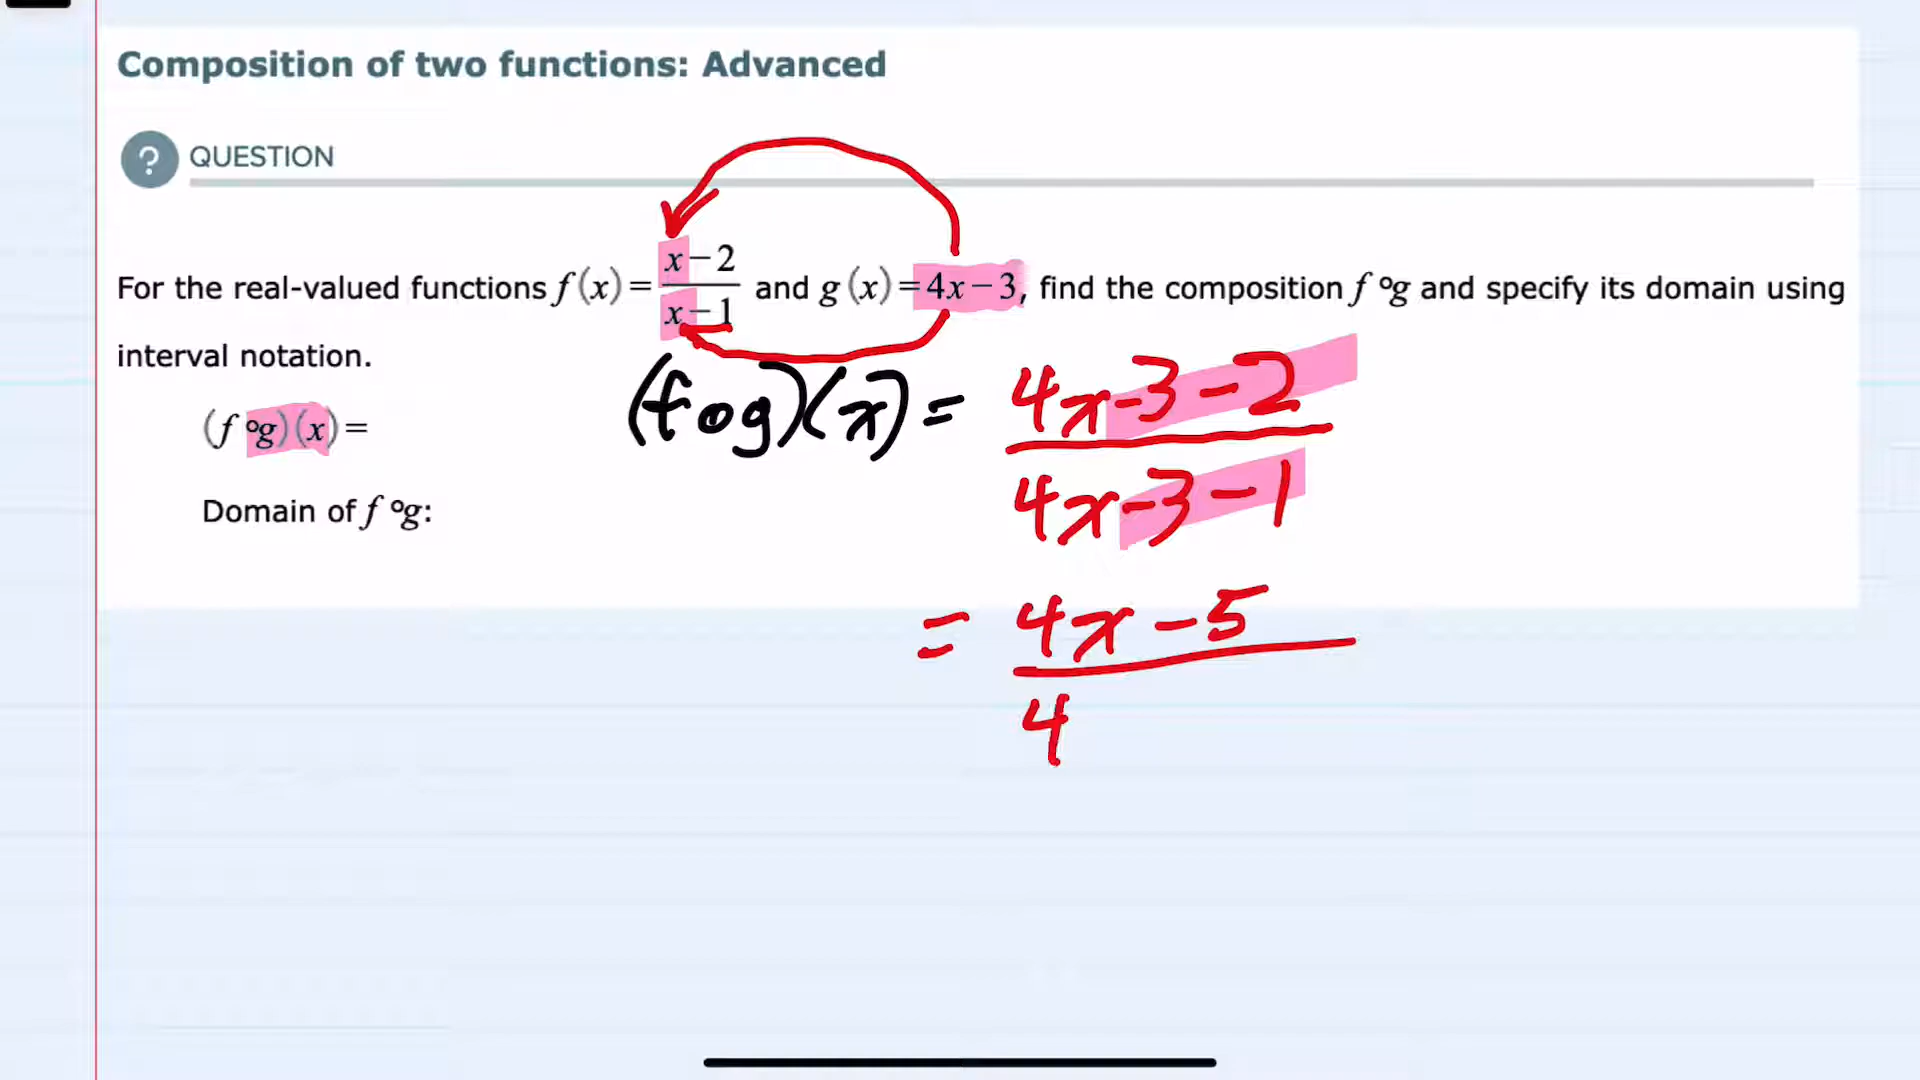 Composition of two functions: Advanced
? QUESTION
For the real-valued functions f(x) = (x−2)/(x−1) and g(x) = 4x−3, find the composition f∘g and specify its domain using
interval notation.
(f∘g)(x) =
Domain of f∘g:
(fog)(x) = (4x-3-2)/(4x-3-1)
= (4x-5)/4